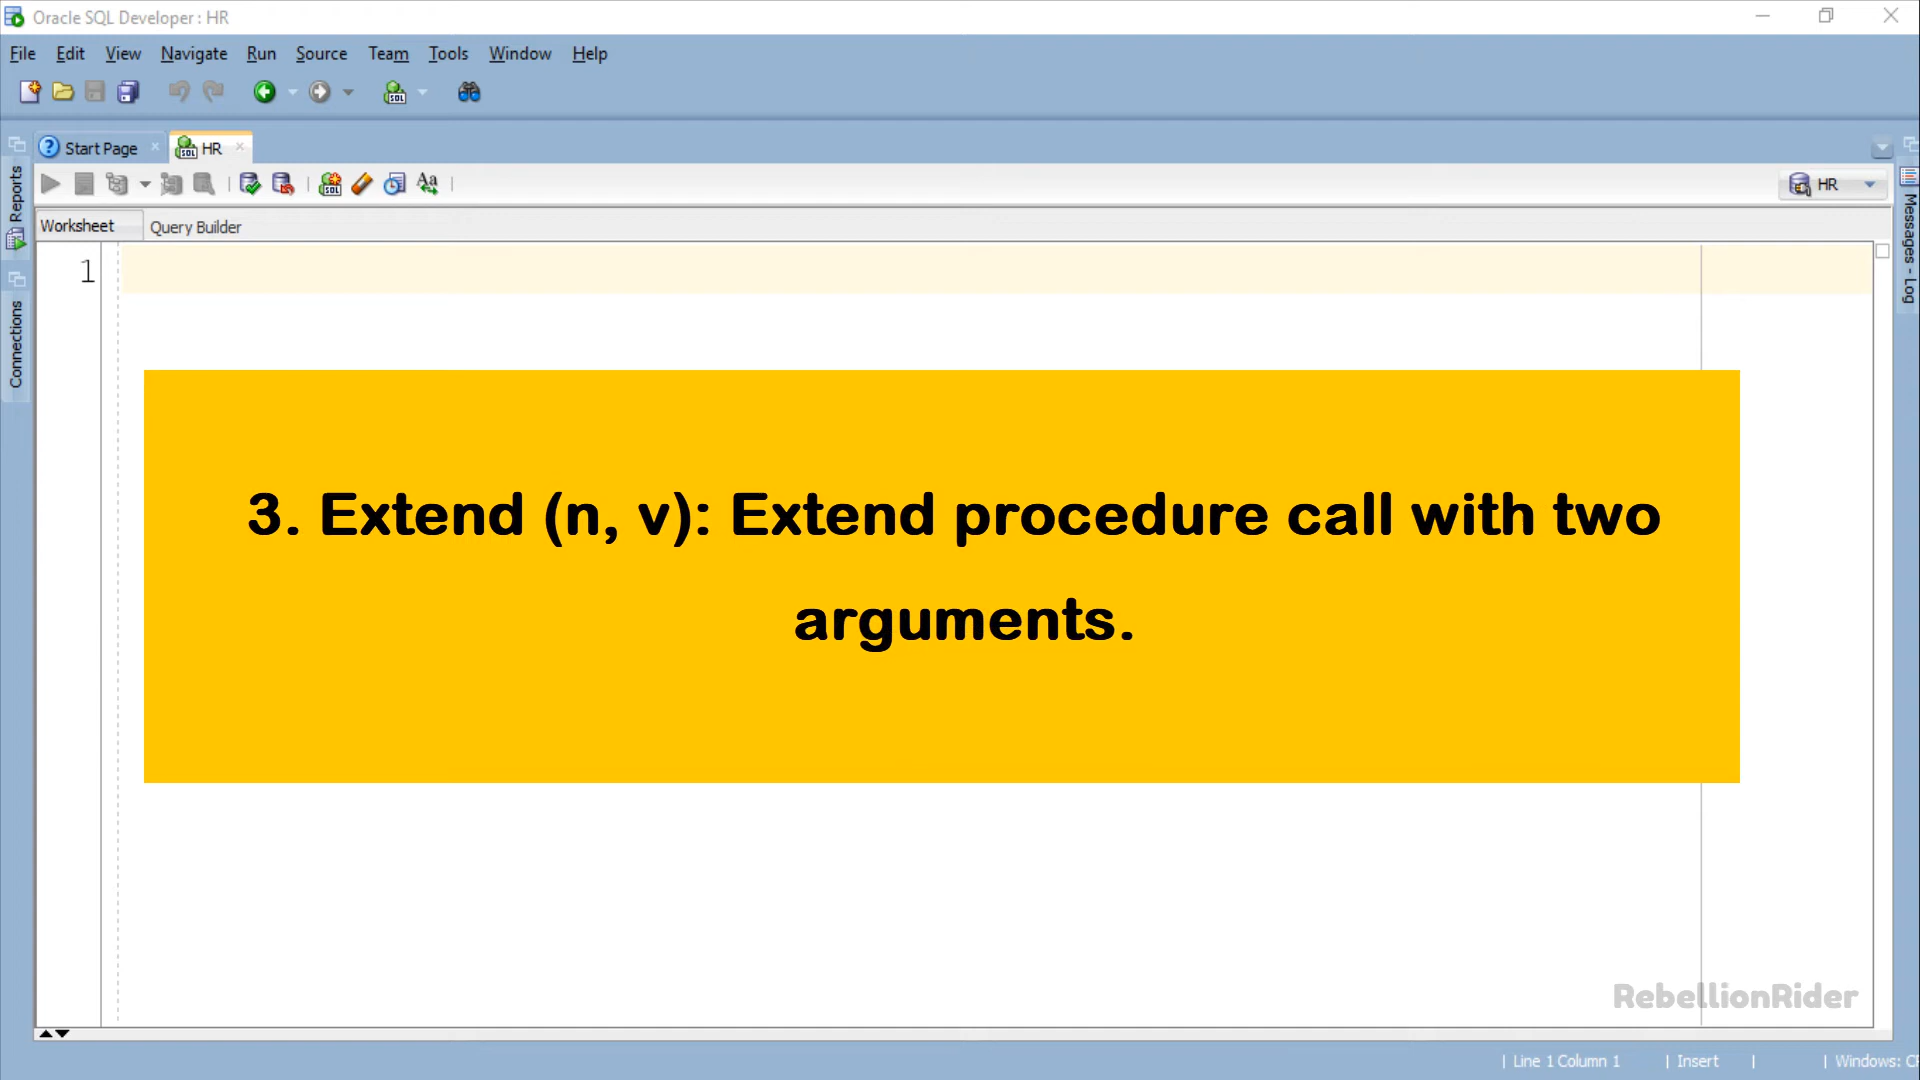 Oracle SQL Developer : HR
File Edit View Navigate Run Source Team Tools Window Help
Start Page HR
HR
Worksheet Query Builder
1
Reports
Connections
Messages - Log
3. Extend (n, v): Extend procedure call with two
arguments.
RebellionRider
Line 1 Column 1 Insert Windows: C